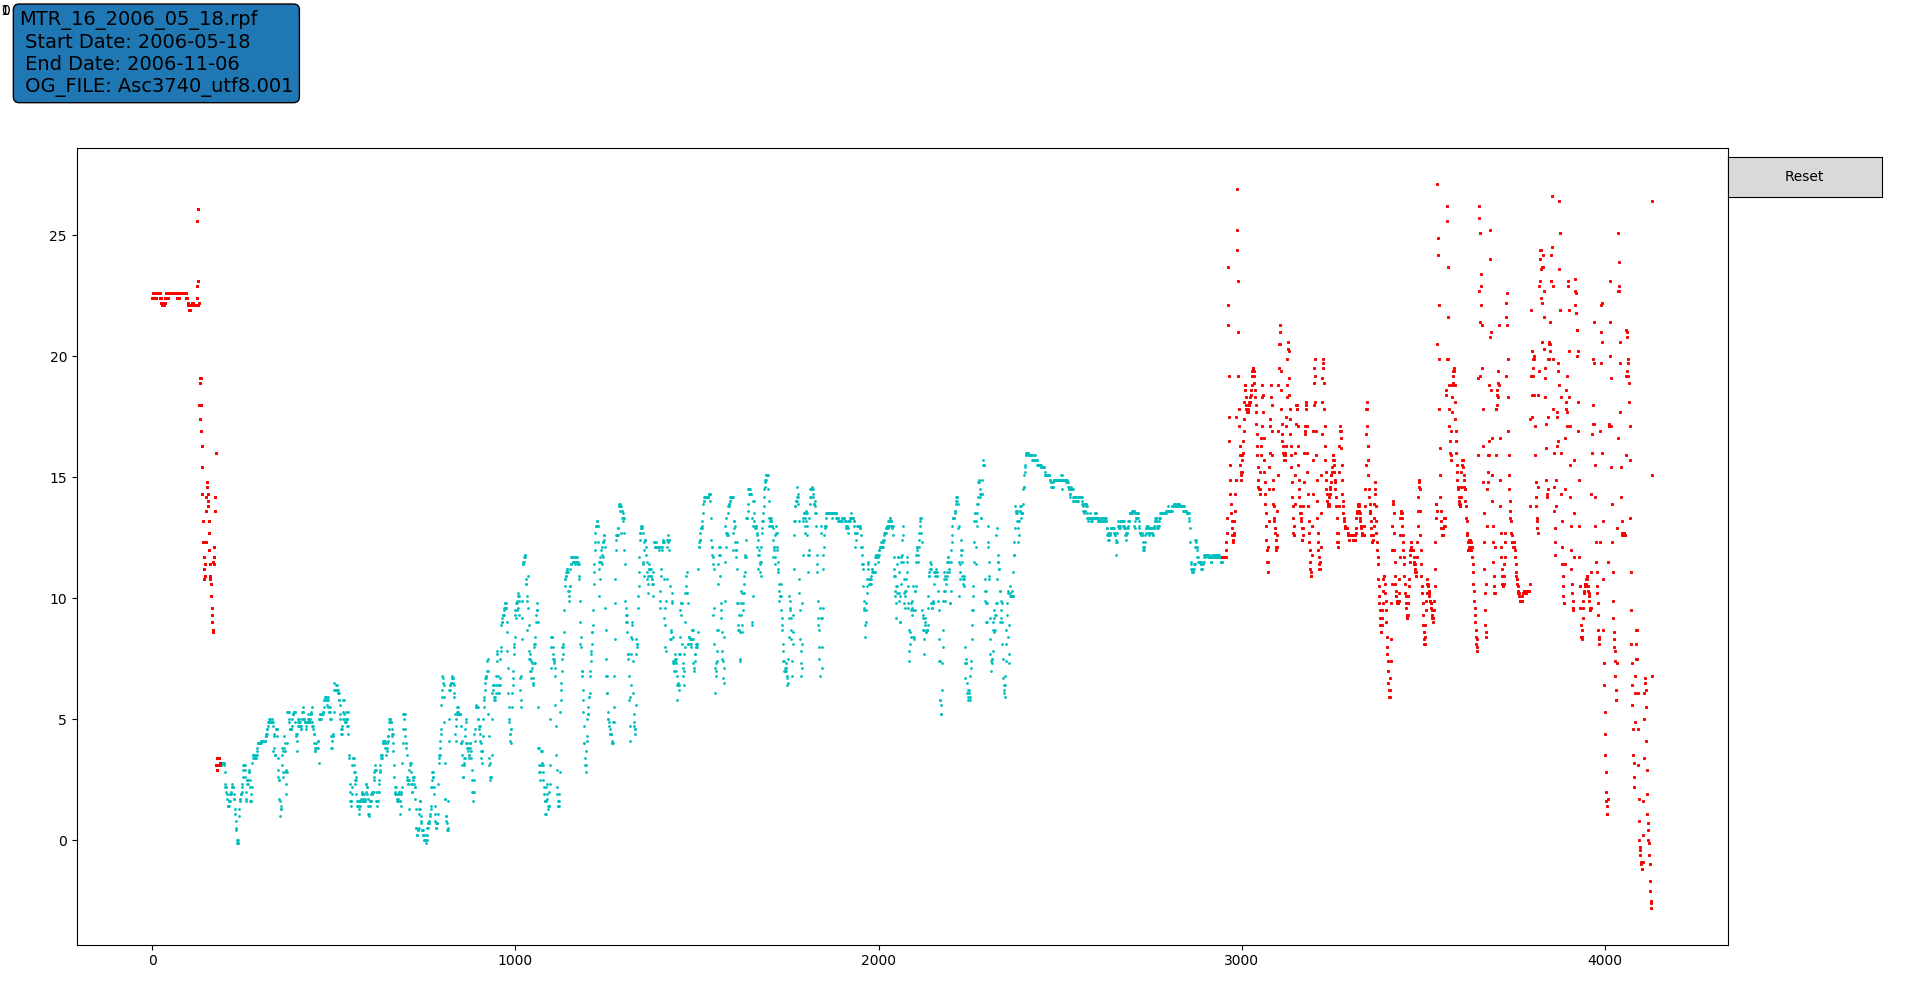 MTR_16_2006_05_18.rpf
Start Date: 2006-05-18
End Date: 2006-11-06
OG_FILE: Asc3740_utf8.001
Reset
25
20
15
10
5
0
0 1000 2000 3000 4000